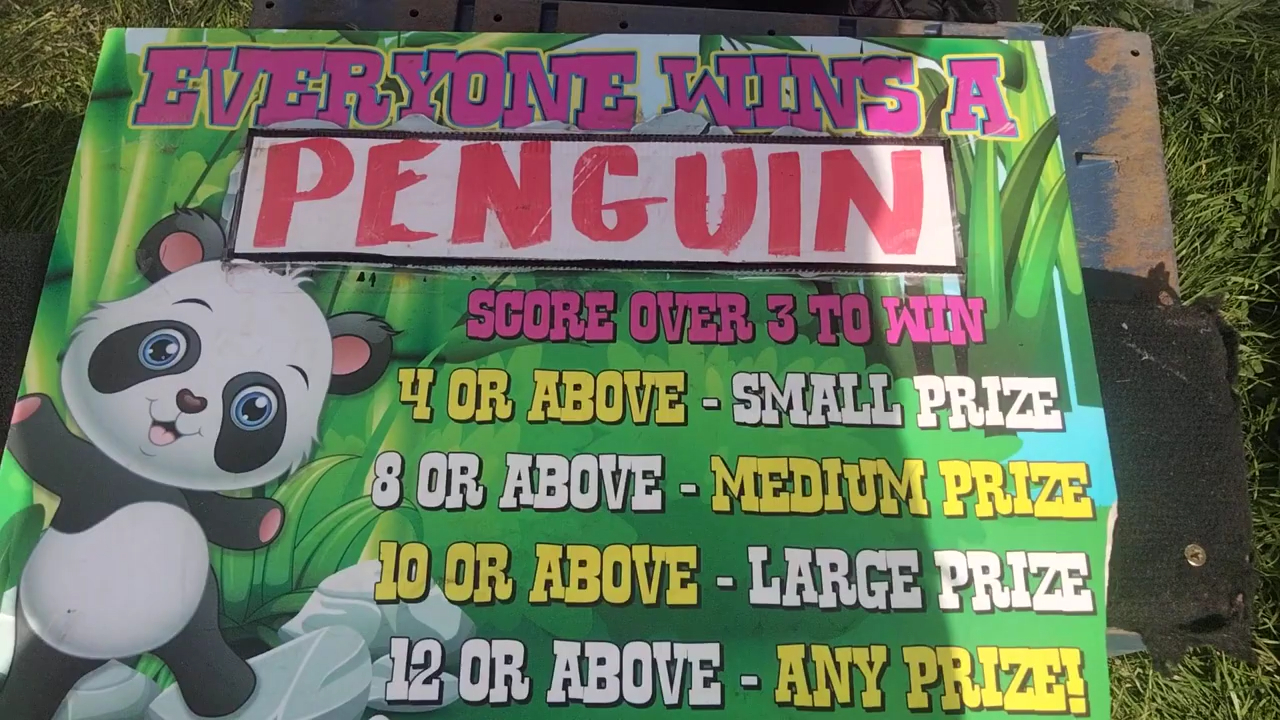 EVERYONE WINS A
PENGUIN
SCORE OVER 3 TO WIN
4 OR ABOVE - SMALL PRIZE
8 OR ABOVE - MEDIUM PRIZE
10 OR ABOVE - LARGE PRIZE
12 OR ABOVE - ANY PRIZE!